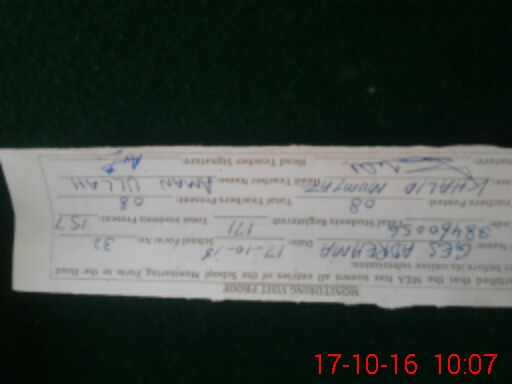 MONITORING VISIT PROOF
ertified that the MEA has shown all entries of the School Monitoring Form to the Head
before its online submission.
GES ADREHMA Date: 17-10-18 School Form No: 32
38480056 Total Students Registered: 171 Total Students Present: 157
Teachers Posted: 08 Total Teachers Present: 08
KHALID MUMTAZ Head Teacher Name: AMAN ULLAH
Head Teacher Signature:
17-10-16 10:07